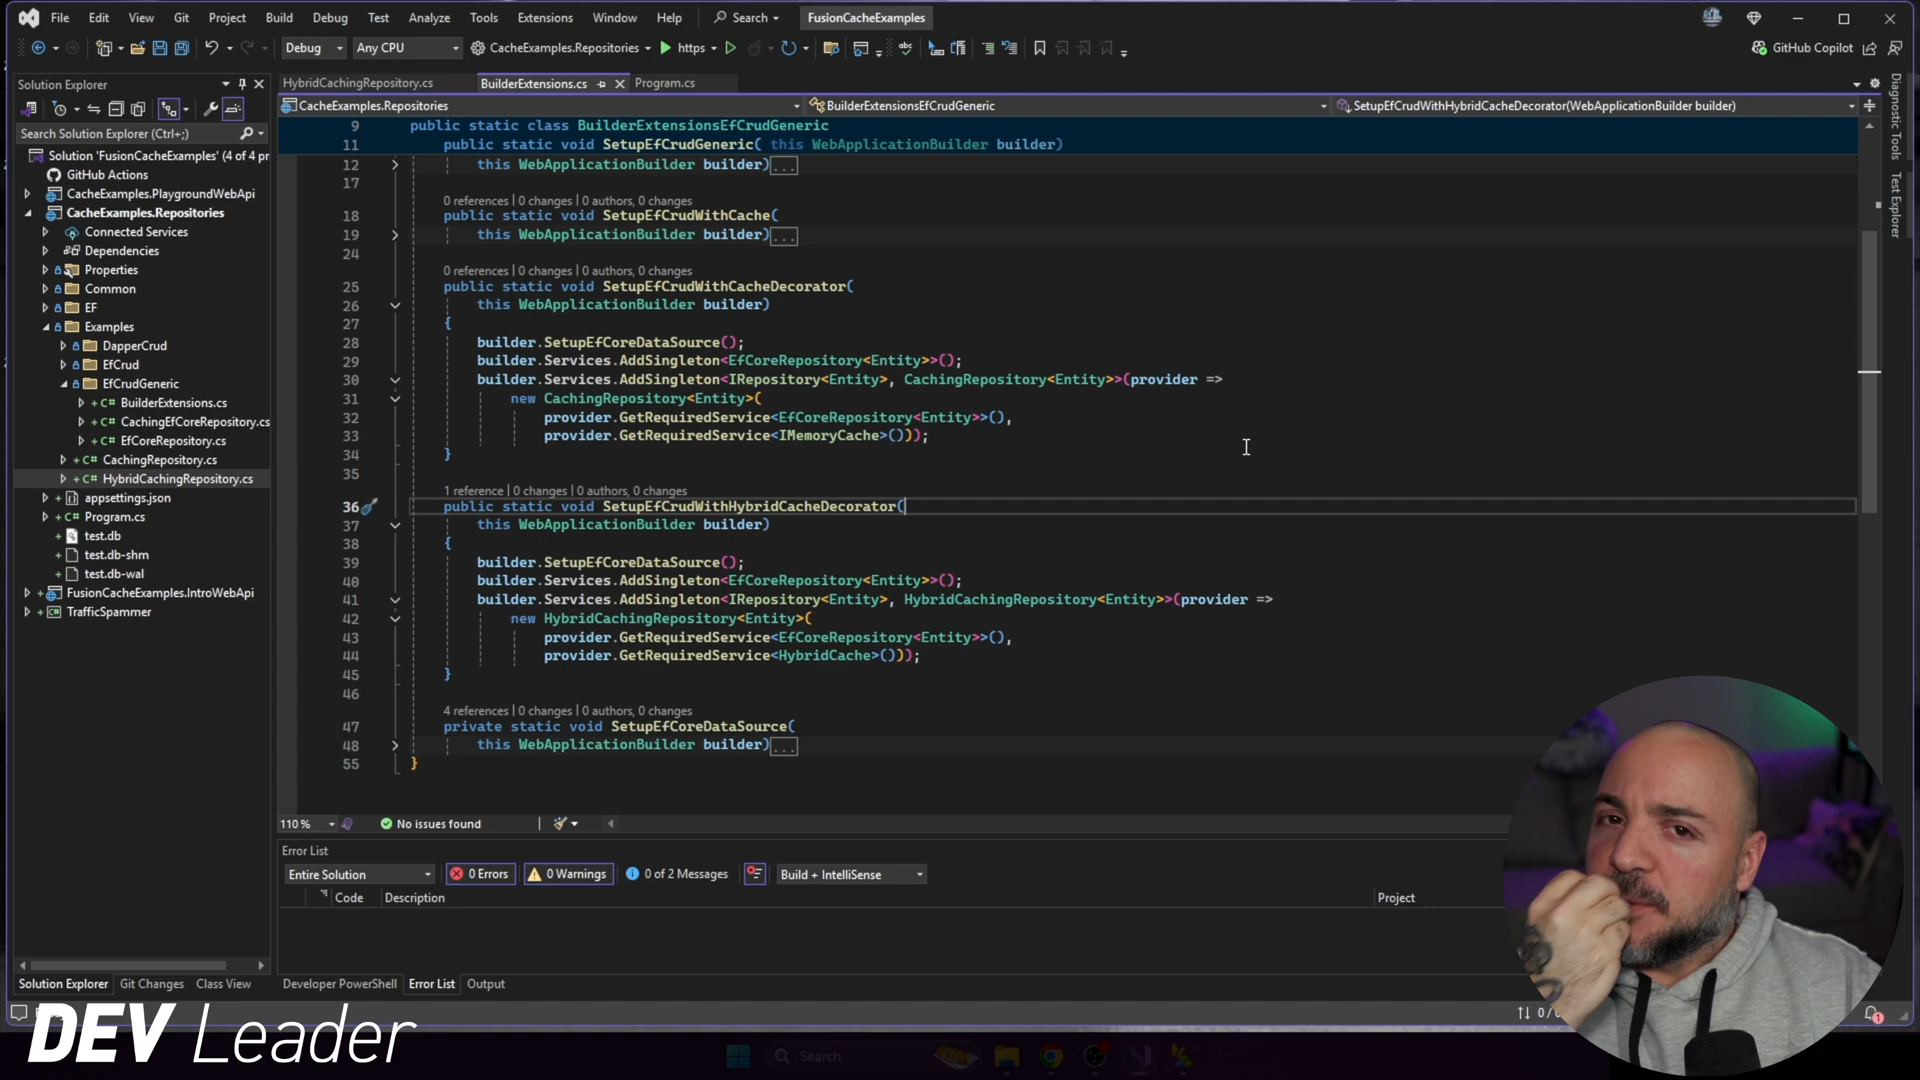 File Edit View Git Project Build Debug Test Analyze Tools Extensions Window Help Search FusionCacheExamples
Debug Any CPU CacheExamples.Repositories https GitHub Copilot
Solution Explorer
Search Solution Explorer (Ctrl+;)
Solution 'FusionCacheExamples' (4 of 4 pr
GitHub Actions
CacheExamples.PlaygroundWebApi
CacheExamples.Repositories
Connected Services
Dependencies
Properties
Common
EF
Examples
DapperCrud
EfCrud
EfCrudGeneric
BuilderExtensions.cs
CachingEfCoreRepository.cs
EfCoreRepository.cs
CachingRepository.cs
HybridCachingRepository.cs
appsettings.json
Program.cs
test.db
test.db-shm
test.db-wal
FusionCacheExamples.IntroWebApi
TrafficSpammer
Solution Explorer Git Changes Class View
HybridCachingRepository.cs BuilderExtensions.cs Program.cs
CacheExamples.Repositories BuilderExtensionsEfCrudGeneric SetupEfCrudWithHybridCacheDecorator(WebApplicationBuilder builder)
9 public static class BuilderExtensionsEfCrudGeneric
11 public static void SetupEfCrudGeneric( this WebApplicationBuilder builder)
12 this WebApplicationBuilder builder)...
17
0 references | 0 changes | 0 authors, 0 changes
18 public static void SetupEfCrudWithCache(
19 this WebApplicationBuilder builder)...
24
0 references | 0 changes | 0 authors, 0 changes
25 public static void SetupEfCrudWithCacheDecorator(
26 this WebApplicationBuilder builder)
27 {
28 builder.SetupEfCoreDataSource();
29 builder.Services.AddSingleton<EfCoreRepository<Entity>>();
30 builder.Services.AddSingleton<IRepository<Entity>, CachingRepository<Entity>>(provider =>
31 new CachingRepository<Entity>(
32 provider.GetRequiredService<EfCoreRepository<Entity>>(),
33 provider.GetRequiredService<IMemoryCache>()));
34 }
35
1 reference | 0 changes | 0 authors, 0 changes
36 public static void SetupEfCrudWithHybridCacheDecorator(
37 this WebApplicationBuilder builder)
38 {
39 builder.SetupEfCoreDataSource();
40 builder.Services.AddSingleton<EfCoreRepository<Entity>>();
41 builder.Services.AddSingleton<IRepository<Entity>, HybridCachingRepository<Entity>>(provider =>
42 new HybridCachingRepository<Entity>(
43 provider.GetRequiredService<EfCoreRepository<Entity>>(),
44 provider.GetRequiredService<HybridCache>()));
45 }
46
4 references | 0 changes | 0 authors, 0 changes
47 private static void SetupEfCoreDataSource(
48 this WebApplicationBuilder builder)...
55 }
110 % No issues found
Error List
Entire Solution 0 Errors 0 Warnings 0 of 2 Messages Build + IntelliSense
Code Description Project
Developer PowerShell Error List Output
Diagnostic Tools
Test Explorer
DEV Leader
Search